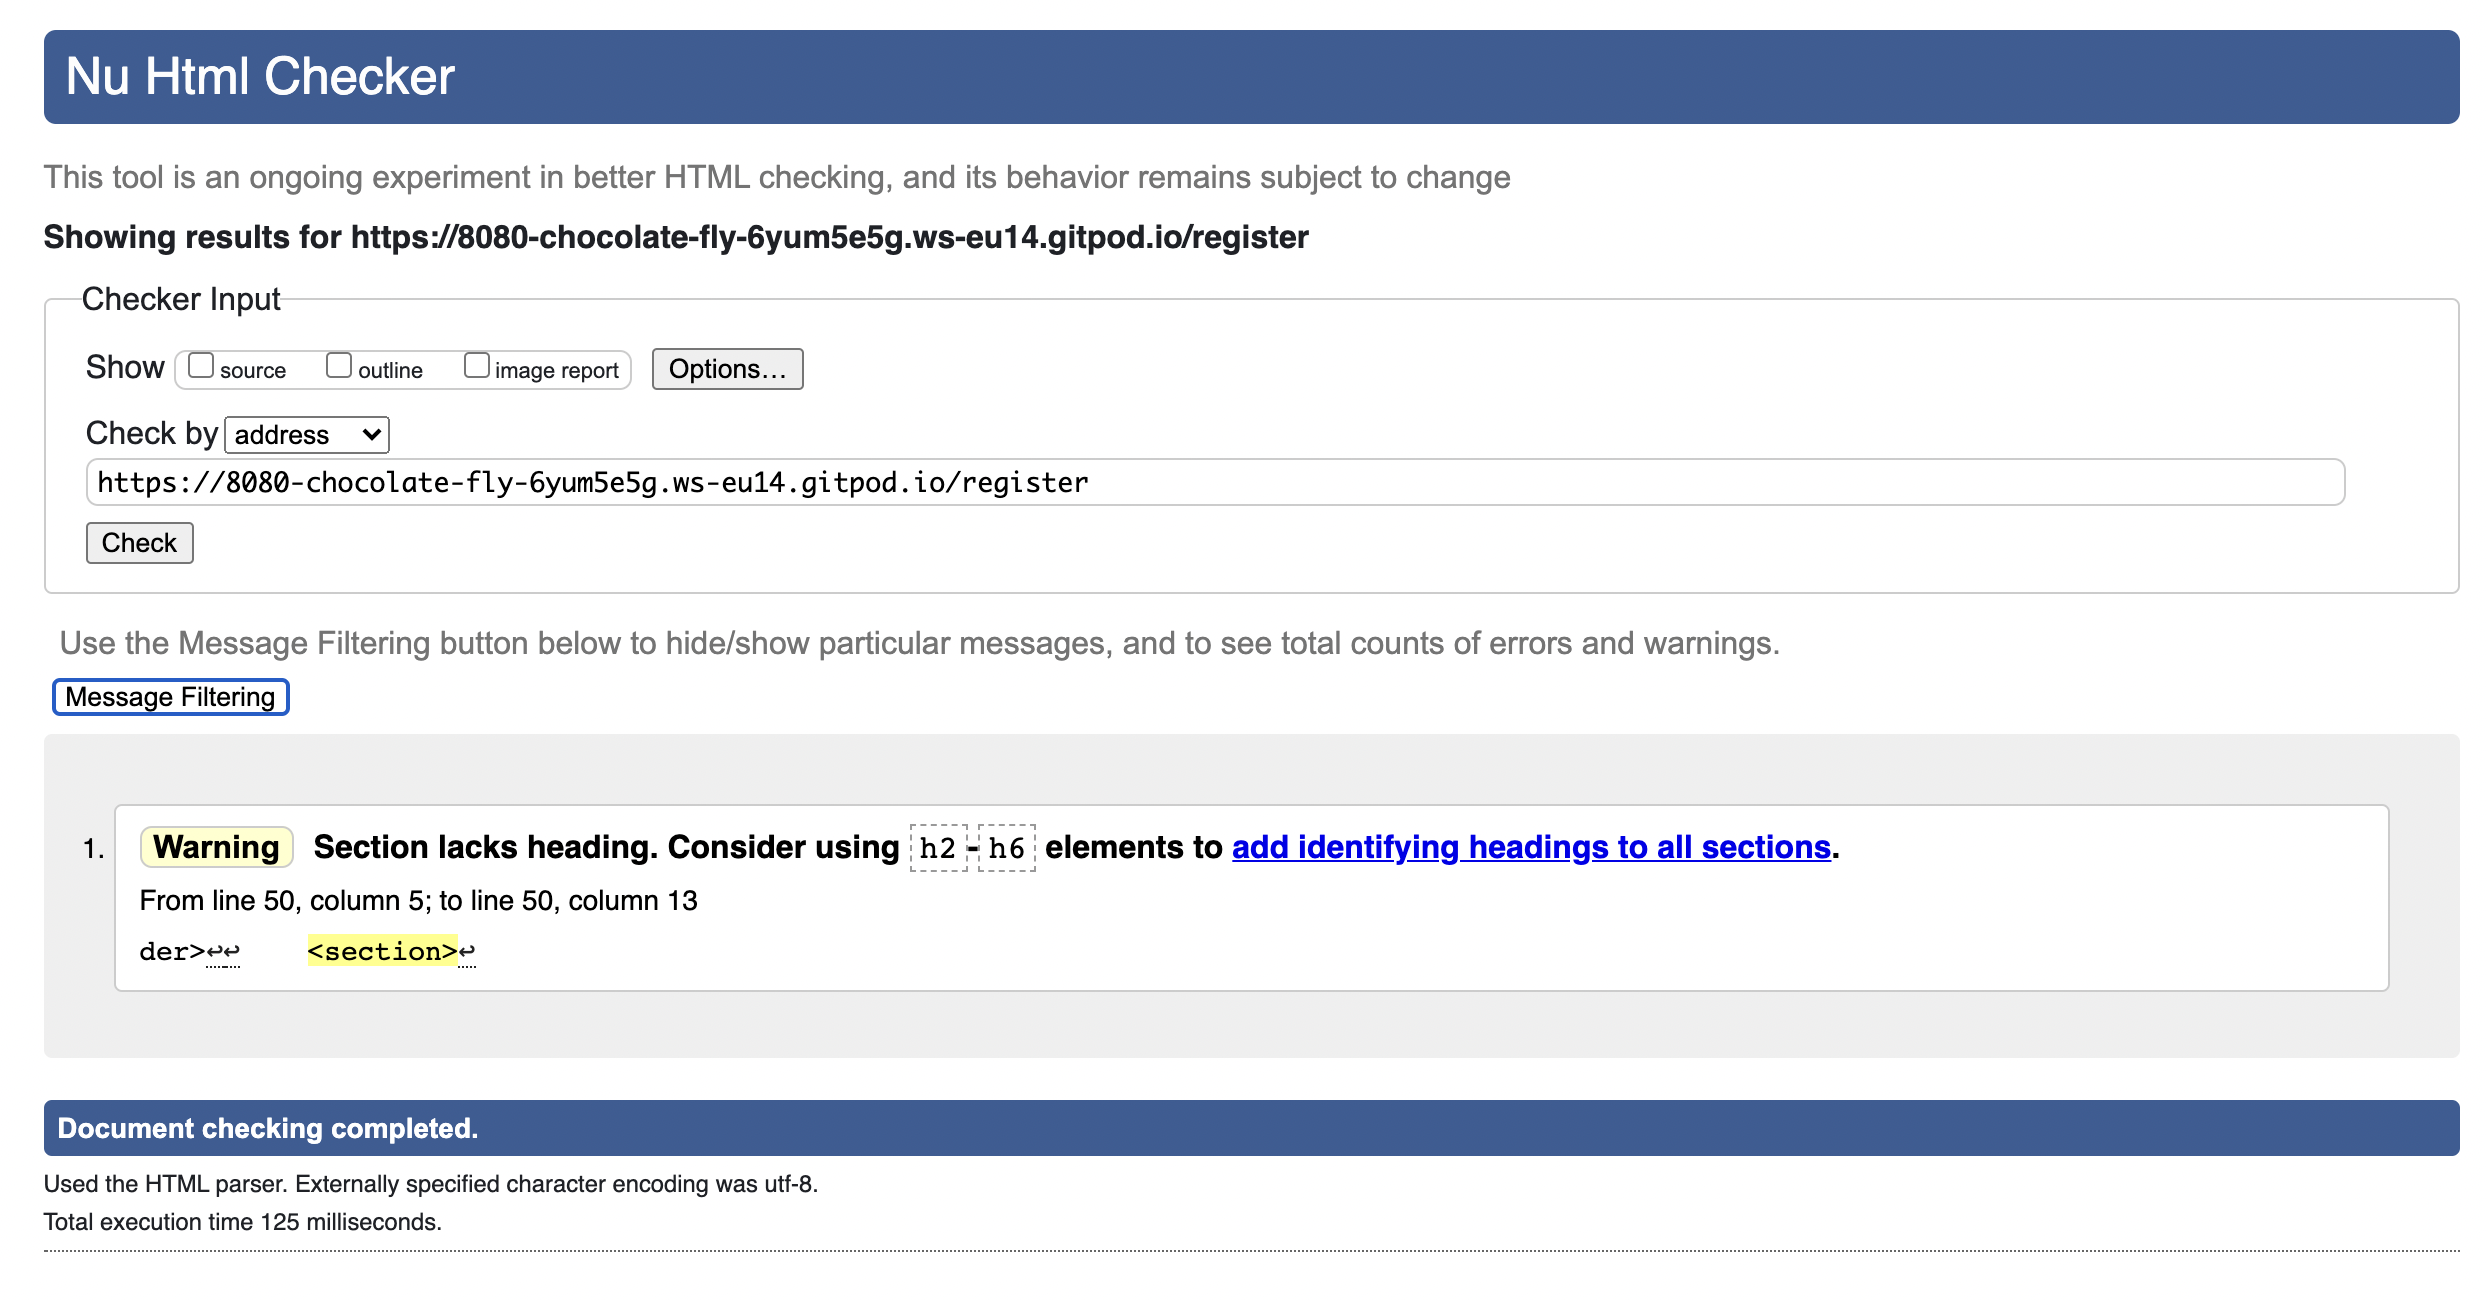 Nu Html Checker
This tool is an ongoing experiment in better HTML checking, and its behavior remains subject to change
Showing results for https://8080-chocolate-fly-6yum5e5g.ws-eu14.gitpod.io/register
Checker Input
Show source outline image report Options…
Check by address
https://8080-chocolate-fly-6yum5e5g.ws-eu14.gitpod.io/register
Check
Use the Message Filtering button below to hide/show particular messages, and to see total counts of errors and warnings.
Message Filtering
1. Warning Section lacks heading. Consider using h2-h6 elements to add identifying headings to all sections.
From line 50, column 5; to line 50, column 13
der>↩↩ <section>↩
Document checking completed.
Used the HTML parser. Externally specified character encoding was utf-8.
Total execution time 125 milliseconds.